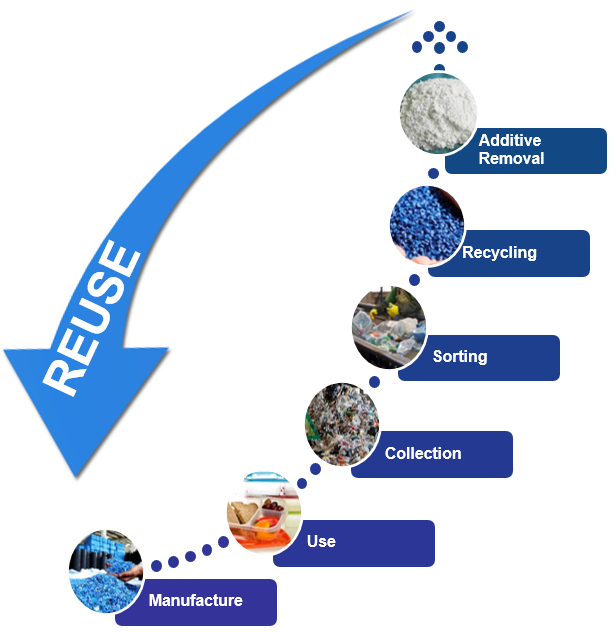 Additive
Removal
Recycling
REUSE
Sorting
Collection
Use
Manufacture